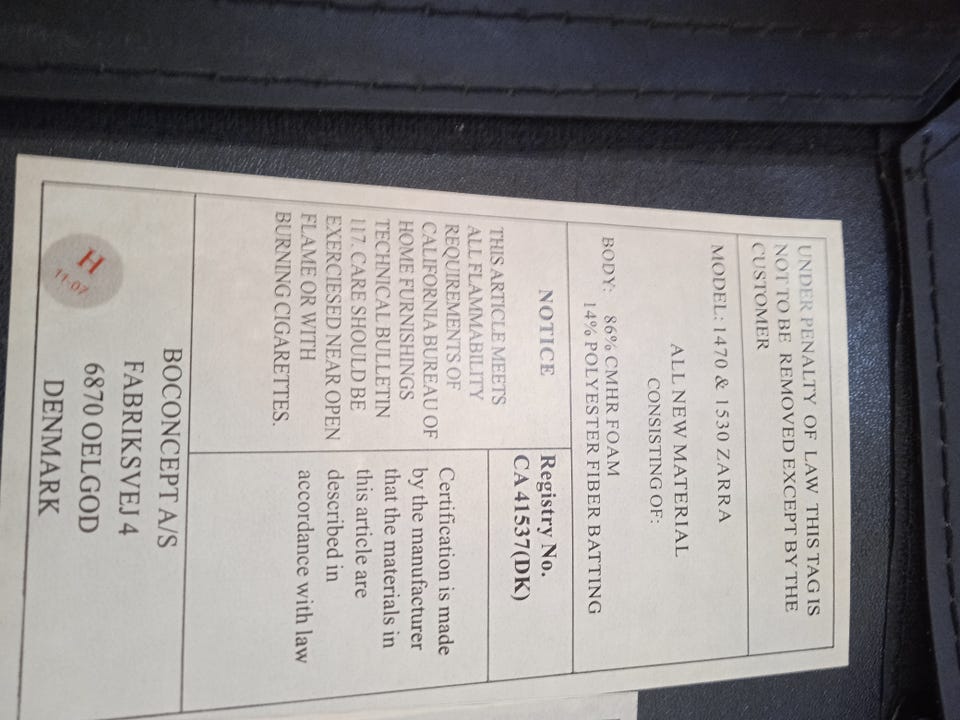 UNDER PENALTY OF LAW THIS TAG IS
NOT TO BE REMOVED EXCEPT BY THE
CUSTOMER
MODEL: 1470 & 1530 ZARRA
ALL NEW MATERIAL
CONSISTING OF:
BODY: 86% CMHR FOAM
14% POLYESTER FIBER BATTING
NOTICE
THIS ARTICLE MEETS
ALL FLAMMABILITY
REQUIREMENTS OF
CALIFORNIA BUREAU OF
HOME FURNISHINGS
TECHNICAL BULLETIN
117. CARE SHOULD BE
EXERCIESED NEAR OPEN
FLAME OR WITH
BURNING CIGARETTES.
Registry No.
CA 41537(DK)
Certification is made
by the manufacturer
that the materials in
this article are
described in
accordance with law
H
11-07
BOCONCEPT A/S
FABRIKSVEJ 4
6870 OELGOD
DENMARK